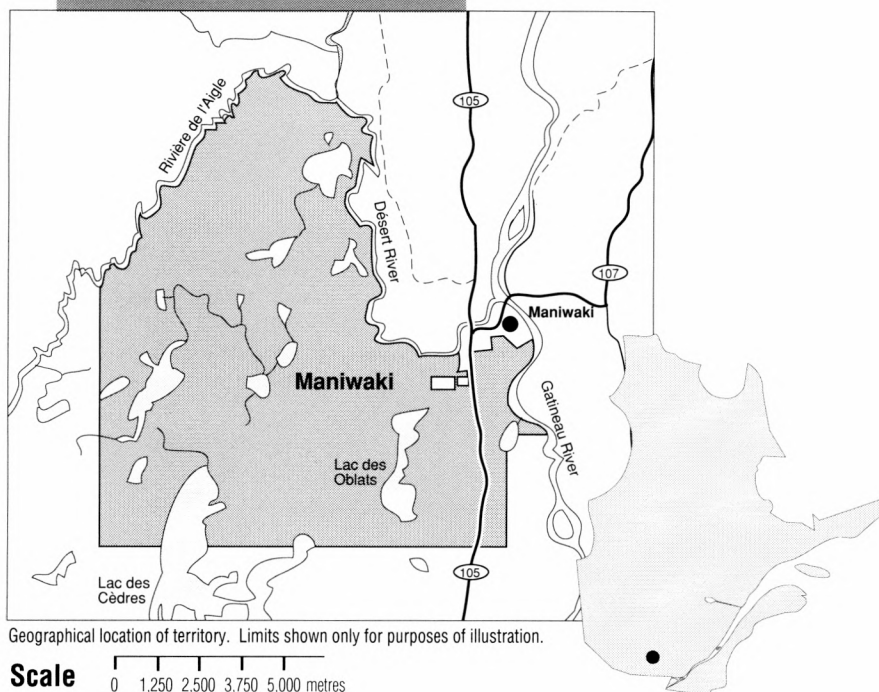 105
Rivière de l'Aigle
Désert River
107
Maniwaki
Maniwaki
Gatineau River
Lac des
Oblats
Lac des
Cèdres
105
Geographical location of territory. Limits shown only for purposes of illustration.
Scale
0 1.250 2.500 3.750 5.000 metres